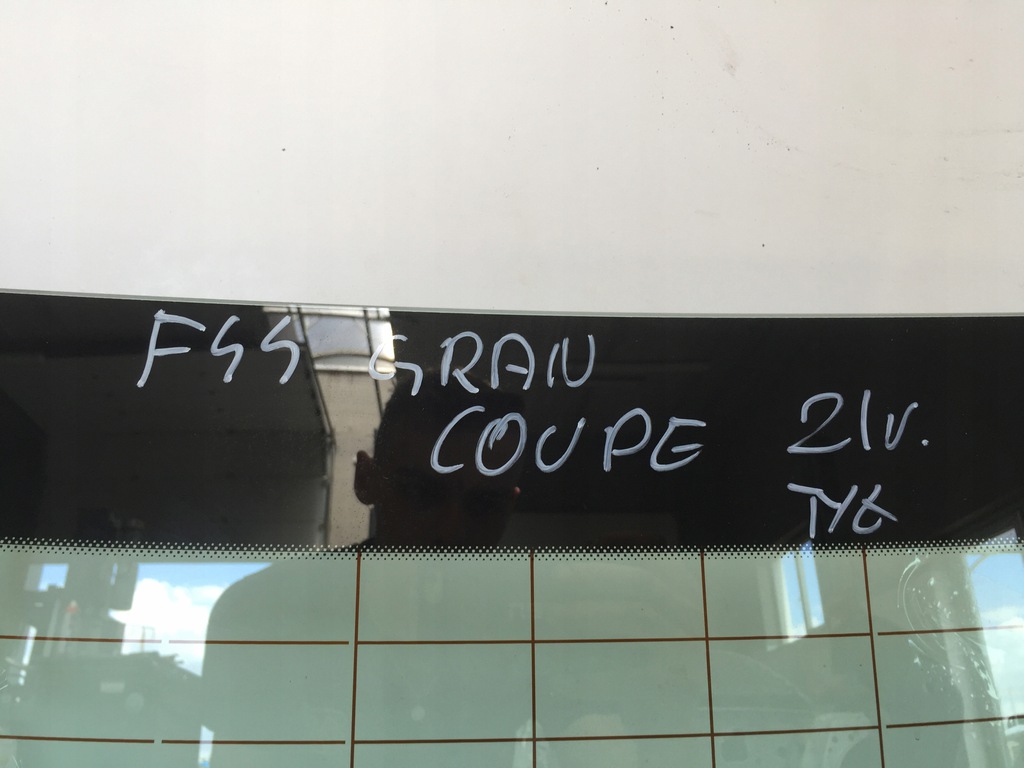 F44 GRAN
COUPE 21r.
TYŁ